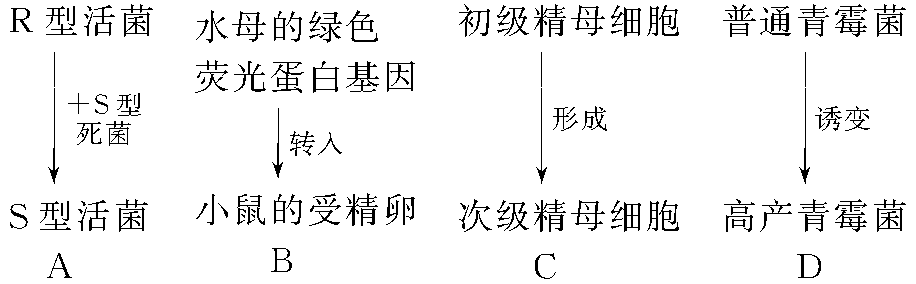 R 型活菌
+S 型
死菌
S 型活菌
A
水母的绿色
荧光蛋白基因
转入
小鼠的受精卵
B
初级精母细胞
形成
次级精母细胞
C
普通青霉菌
诱变
高产青霉菌
D